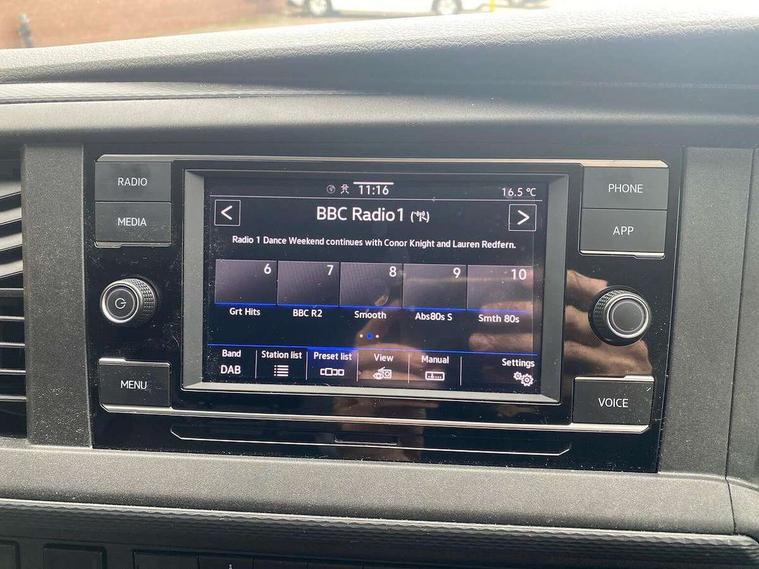 RADIO
MEDIA
MENU
11:16
16.5 °C
<
BBC Radio1
>
Radio 1 Dance Weekend continues with Conor Knight and Lauren Redfern.
6 7 8 9 10
Grt Hits BBC R2 Smooth Abs80s S Smth 80s
Band Station list Preset list View Manual Settings
DAB
PHONE
APP
VOICE